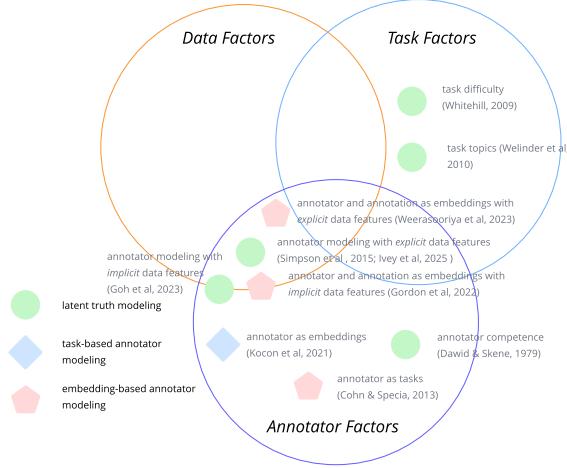 Data Factors
Task Factors
task difficulty
(Whitehill, 2009)
task topics (Welinder et al
2010)
annotator and annotation as embeddings with
explicit data features (Weerasooriya et al, 2023)
annotator modeling with explicit data features
(Simpson et al , 2015; Ivey et al, 2025 )
annotator modeling with
implicit data features
(Goh et al, 2023)
annotator and annotation as embeddings with
implicit data features (Gordon et al, 2022)
latent truth modeling
task-based annotator
modeling
embedding-based annotator
modeling
annotator as embeddings
(Kocon et al, 2021)
annotator competence
(Dawid & Skene, 1979)
annotator as tasks
(Cohn & Specia, 2013)
Annotator Factors